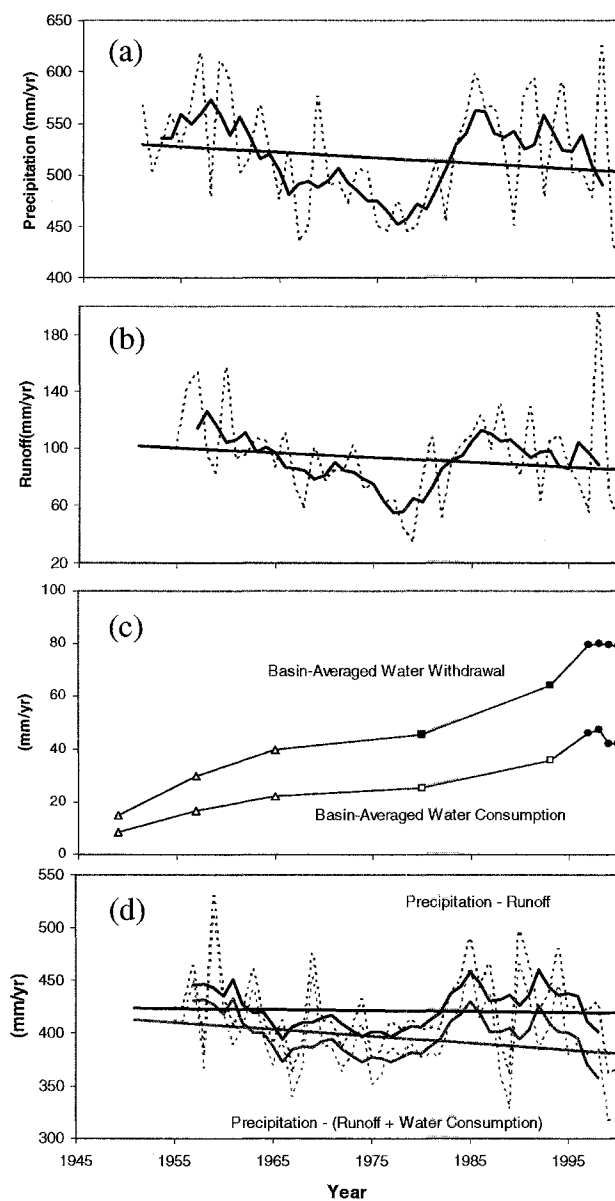 650
600
550
500
450
400
Precipitation (mm/yr)
(a)
180
140
100
60
20
Runoff(mm/yr)
(b)
100
80
60
40
20
0
(mm/yr)
(c)
Basin-Averaged Water Withdrawal
Basin-Averaged Water Consumption
550
500
450
400
350
300
(mm/yr)
(d)
Precipitation - Runoff
Precipitation - (Runoff + Water Consumption)
1945 1955 1965 1975 1985 1995
Year